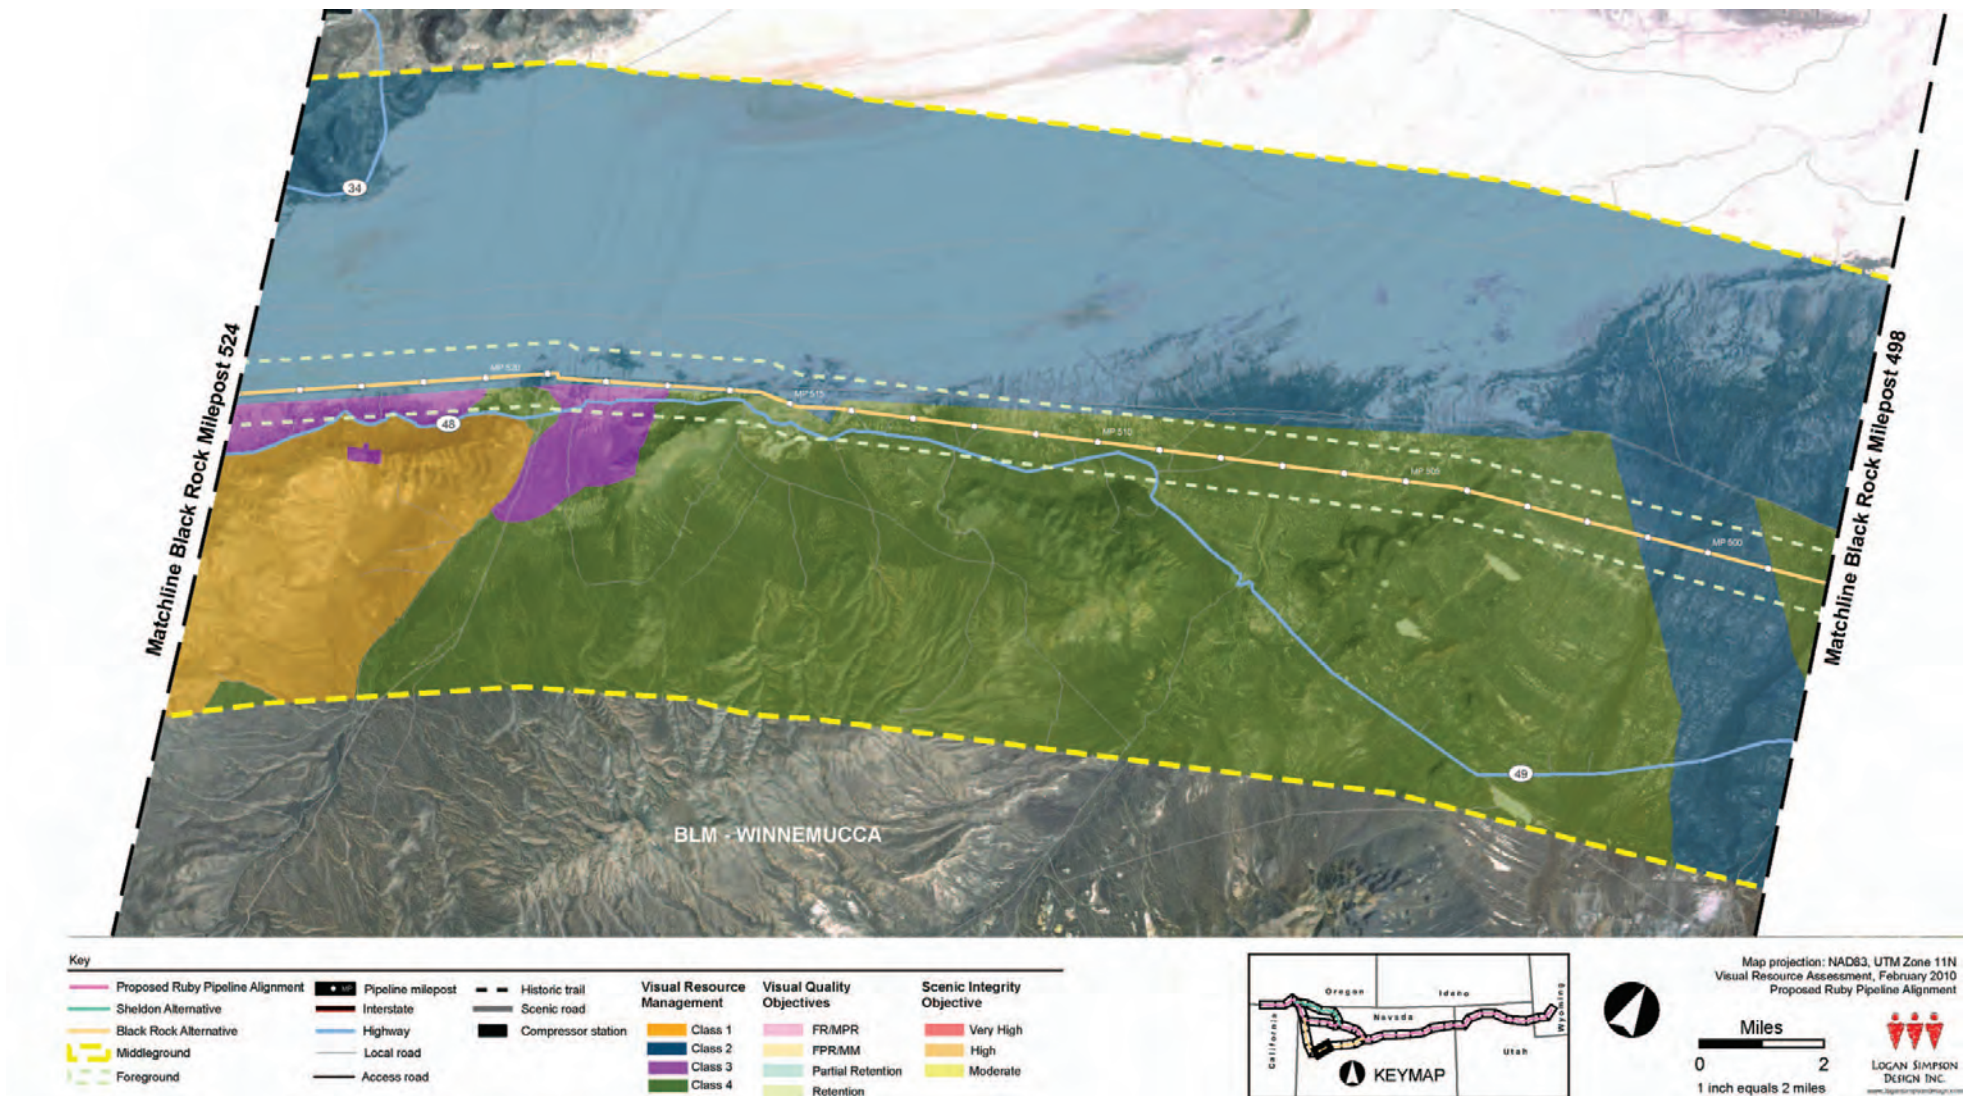 34
Matchline Black Rock Milepost 524
Matchline Black Rock Milepost 498
MP 520
MP 515
48
MP 510
MP 505
MP 500
49
BLM - WINNEMUCCA
Key
Proposed Ruby Pipeline Alignment
Sheldon Alternative
Black Rock Alternative
Middleground
Foreground
MP
Pipeline milepost
Interstate
Highway
Local road
Access road
Historic trail
Scenic road
Compressor station
Visual Resource
Management
Class 1
Class 2
Class 3
Class 4
Visual Quality
Objectives
FR/MPR
FPR/MM
Partial Retention
Retention
Scenic Integrity
Objective
Very High
High
Moderate
Oregon
Idaho
Wyoming
Nevada
California
Utah
KEYMAP
Map projection: NAD83, UTM Zone 11N
Visual Resource Assessment, February 2010
Proposed Ruby Pipeline Alignment
Miles
0 2
1 inch equals 2 miles
LOGAN SIMPSON
DESIGN INC.
www.logansimpsondesign.com